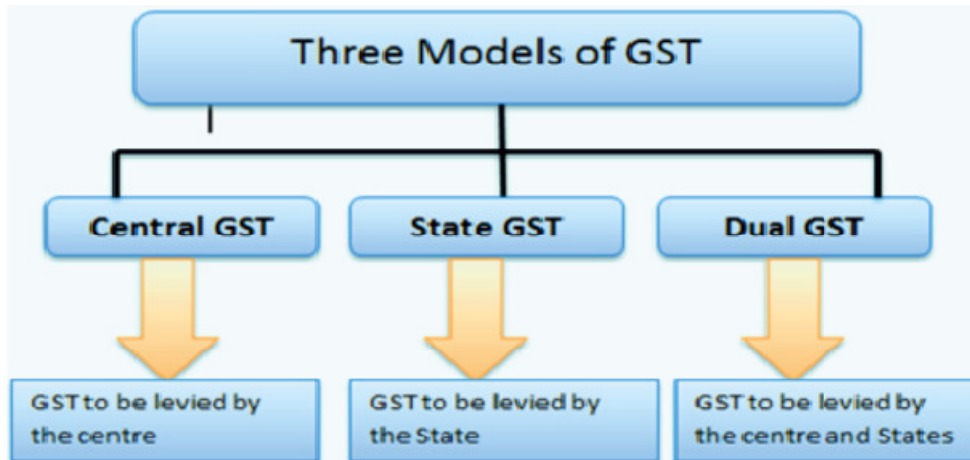 Three Models of GST
Central GST
State GST
Dual GST
GST to be levied by
the centre
GST to be levied by
the State
GST to be levied by
the centre and States